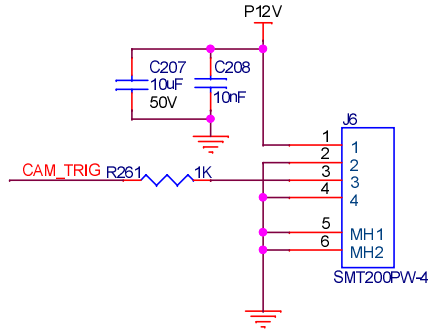 P12V
C207
10uF
50V
C208
10nF
J6
1
2
3
4
5
6
1
2
3
4
MH1
MH2
CAM_TRIG
R261
1K
SMT200PW-4